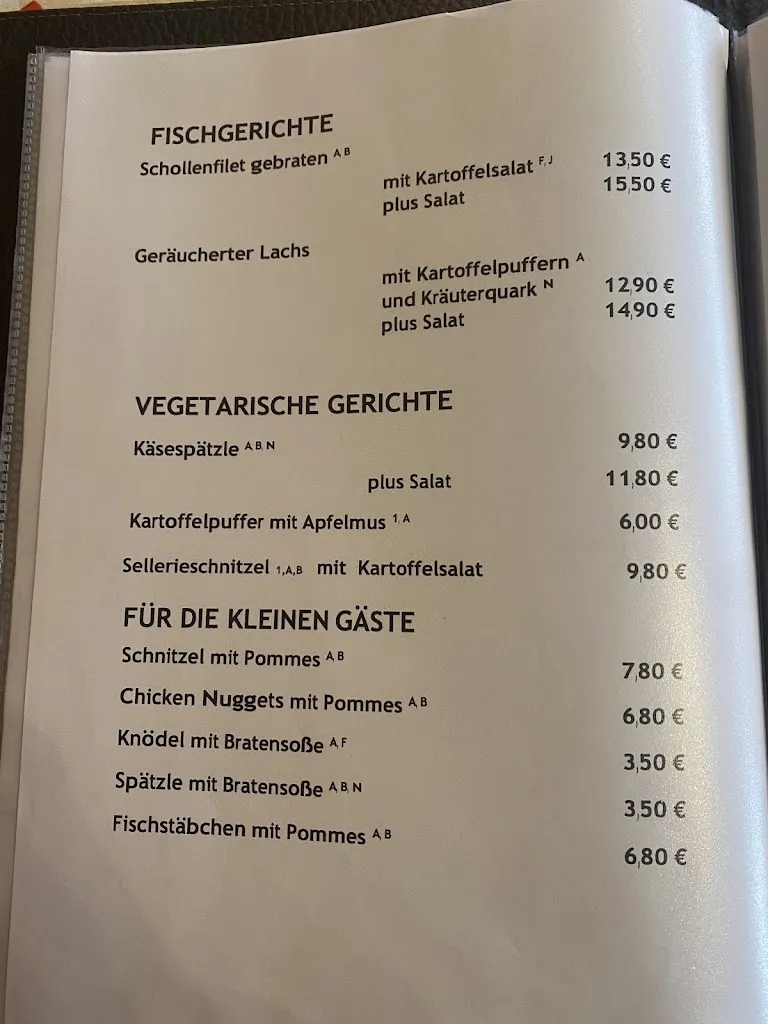 FISCHGERICHTE
Schollenfilet gebraten A B
mit Kartoffelsalat F, J 13,50 €
plus Salat 15,50 €
Geräucherter Lachs
mit Kartoffelpuffern A
und Kräuterquark N 12,90 €
plus Salat 14,90 €
VEGETARISCHE GERICHTE
Käsespätzle A, B, N 9,80 €
plus Salat 11,80 €
Kartoffelpuffer mit Apfelmus 1, A 6,00 €
Sellerieschnitzel 1,A,B mit Kartoffelsalat 9,80 €
FÜR DIE KLEINEN GÄSTE
Schnitzel mit Pommes A, B 7,80 €
Chicken Nuggets mit Pommes A, B 6,80 €
Knödel mit Bratensoße A, F 3,50 €
Spätzle mit Bratensoße A, B, N 3,50 €
Fischstäbchen mit Pommes A, B 6,80 €